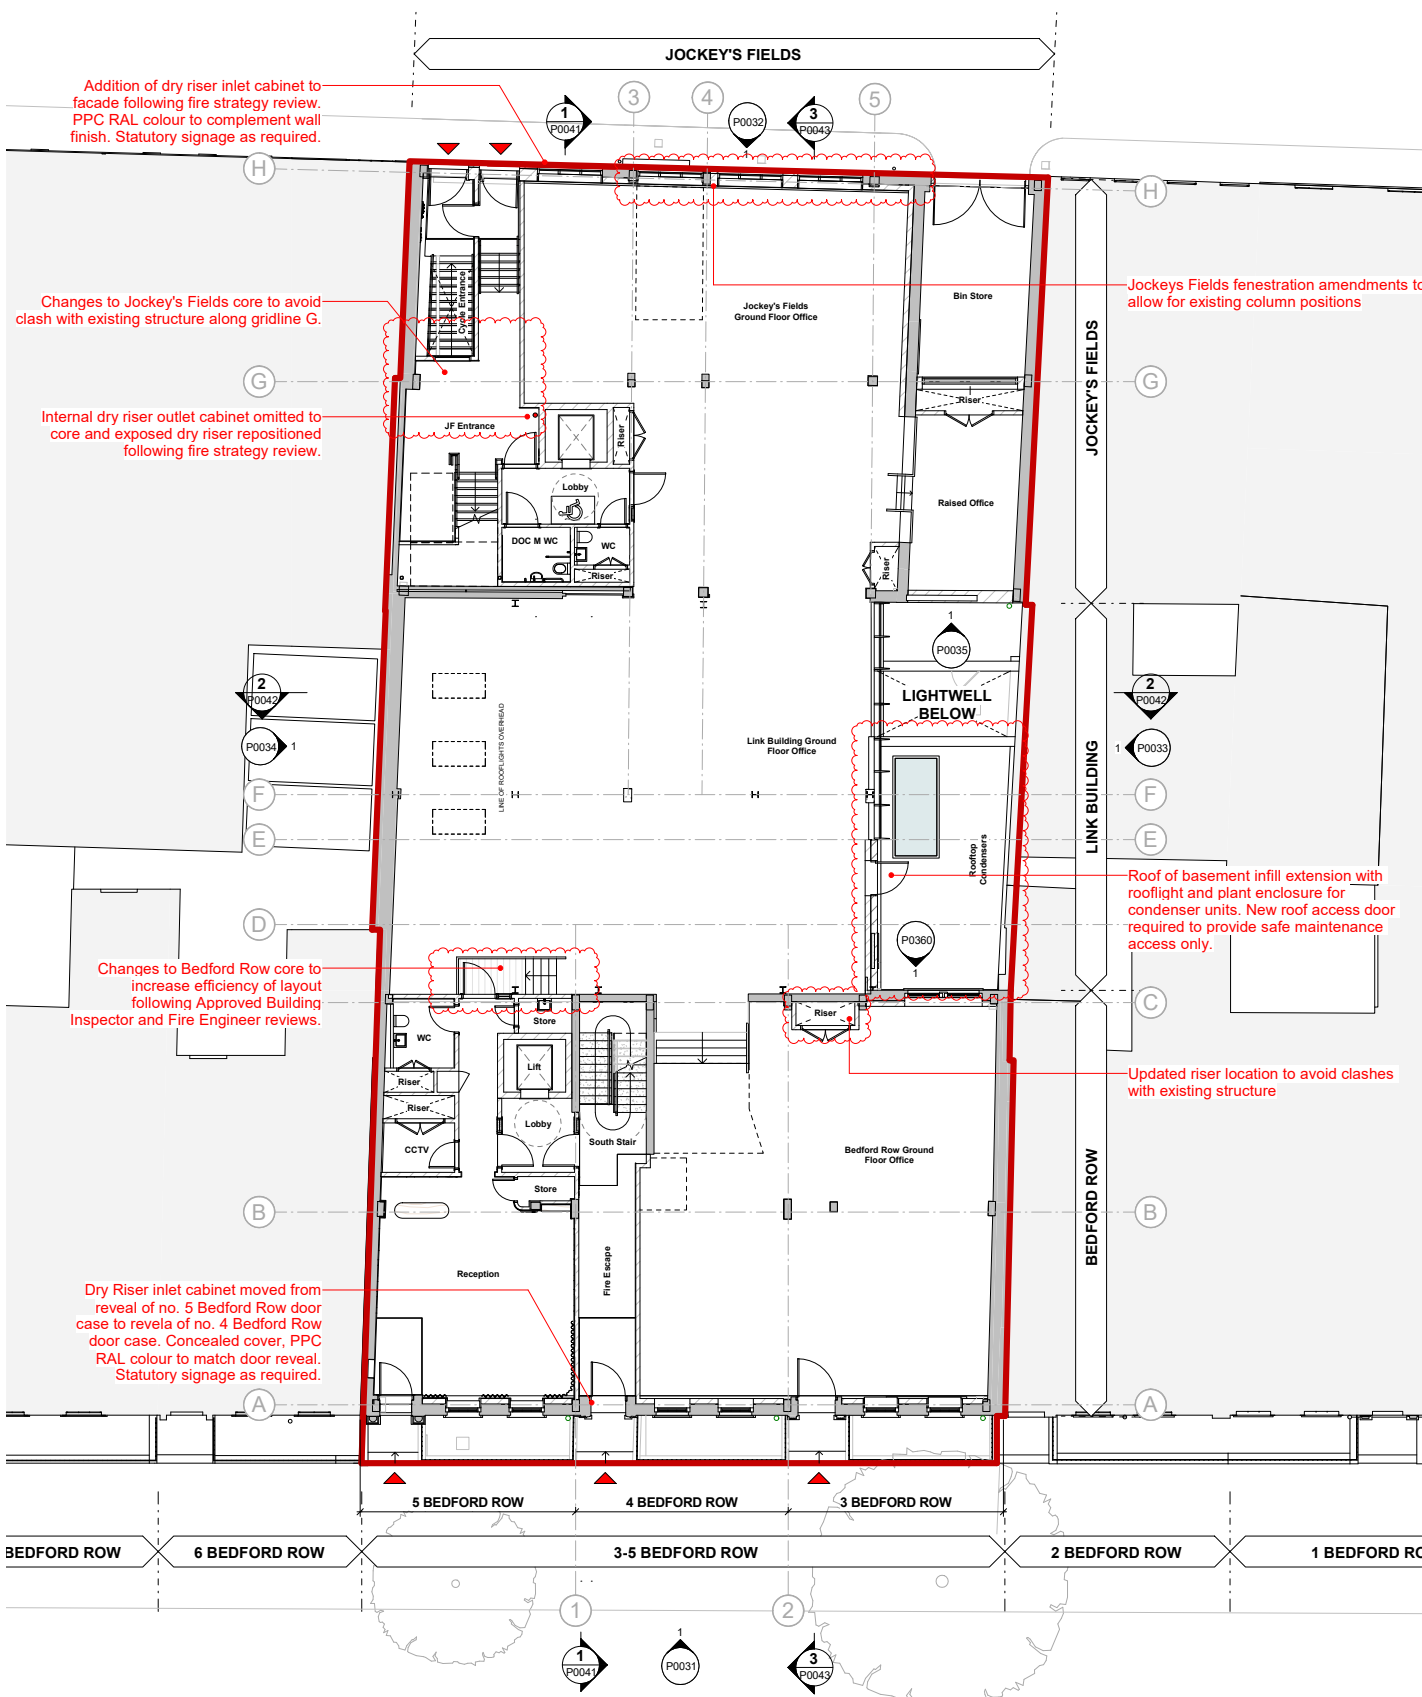 JOCKEY'S FIELDS
Addition of dry riser inlet cabinet to
facade following fire strategy review.
PPC RAL colour to complement wall
finish. Statutory signage as required.
1
P0041
3
4
P0032
1
3
P0043
5
H
H
Changes to Jockey's Fields core to avoid
clash with existing structure along gridline G.
Cycle Entrance
Jockey's Fields
Ground Floor Office
Bin Store
Jockeys Fields fenestration amendments to
allow for existing column positions
JOCKEY'S FIELDS
G
G
Riser
Internal dry riser outlet cabinet omitted to
core and exposed dry riser repositioned
following fire strategy review.
JF Entrance
Riser
Lobby
Raised Office
DOC M WC
WC
Riser
Riser
1
P0035
2
P0042
P0034
1
LIGHTWELL
BELOW
2
P0042
1
P0033
LINE OF ROOFLIGHTS OVERHEAD
Link Building Ground
Floor Office
LINK BUILDING
F
F
E
E
Rooftop
Condensers
Roof of basement infill extension with
rooflight and plant enclosure for
condenser units. New roof access door
required to provide safe maintenance
access only.
D
P0360
1
Changes to Bedford Row core to
increase efficiency of layout
following Approved Building
Inspector and Fire Engineer reviews.
C
Store
Riser
WC
Lift
Riser
Riser
Updated riser location to avoid clashes
with existing structure
Lobby
CCTV
South Stair
Bedford Row Ground
Floor Office
BEDFORD ROW
Store
B
B
Reception
Fire Escape
Dry Riser inlet cabinet moved from
reveal of no. 5 Bedford Row door
case to revela of no. 4 Bedford Row
door case. Concealed cover, PPC
RAL colour to match door reveal.
Statutory signage as required.
A
A
5 BEDFORD ROW
4 BEDFORD ROW
3 BEDFORD ROW
BEDFORD ROW
6 BEDFORD ROW
3-5 BEDFORD ROW
2 BEDFORD ROW
1 BEDFORD RO
1
2
1
P0041
1
P0031
3
P0043